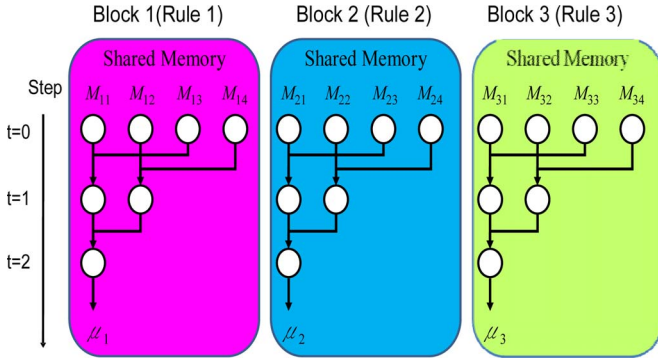 Block 1(Rule 1) Block 2 (Rule 2) Block 3 (Rule 3)
Shared Memory Shared Memory Shared Memory
Step
M11 M12 M13 M14 M21 M22 M23 M24 M31 M32 M33 M34
t=0
t=1
t=2
μ1 μ2 μ3